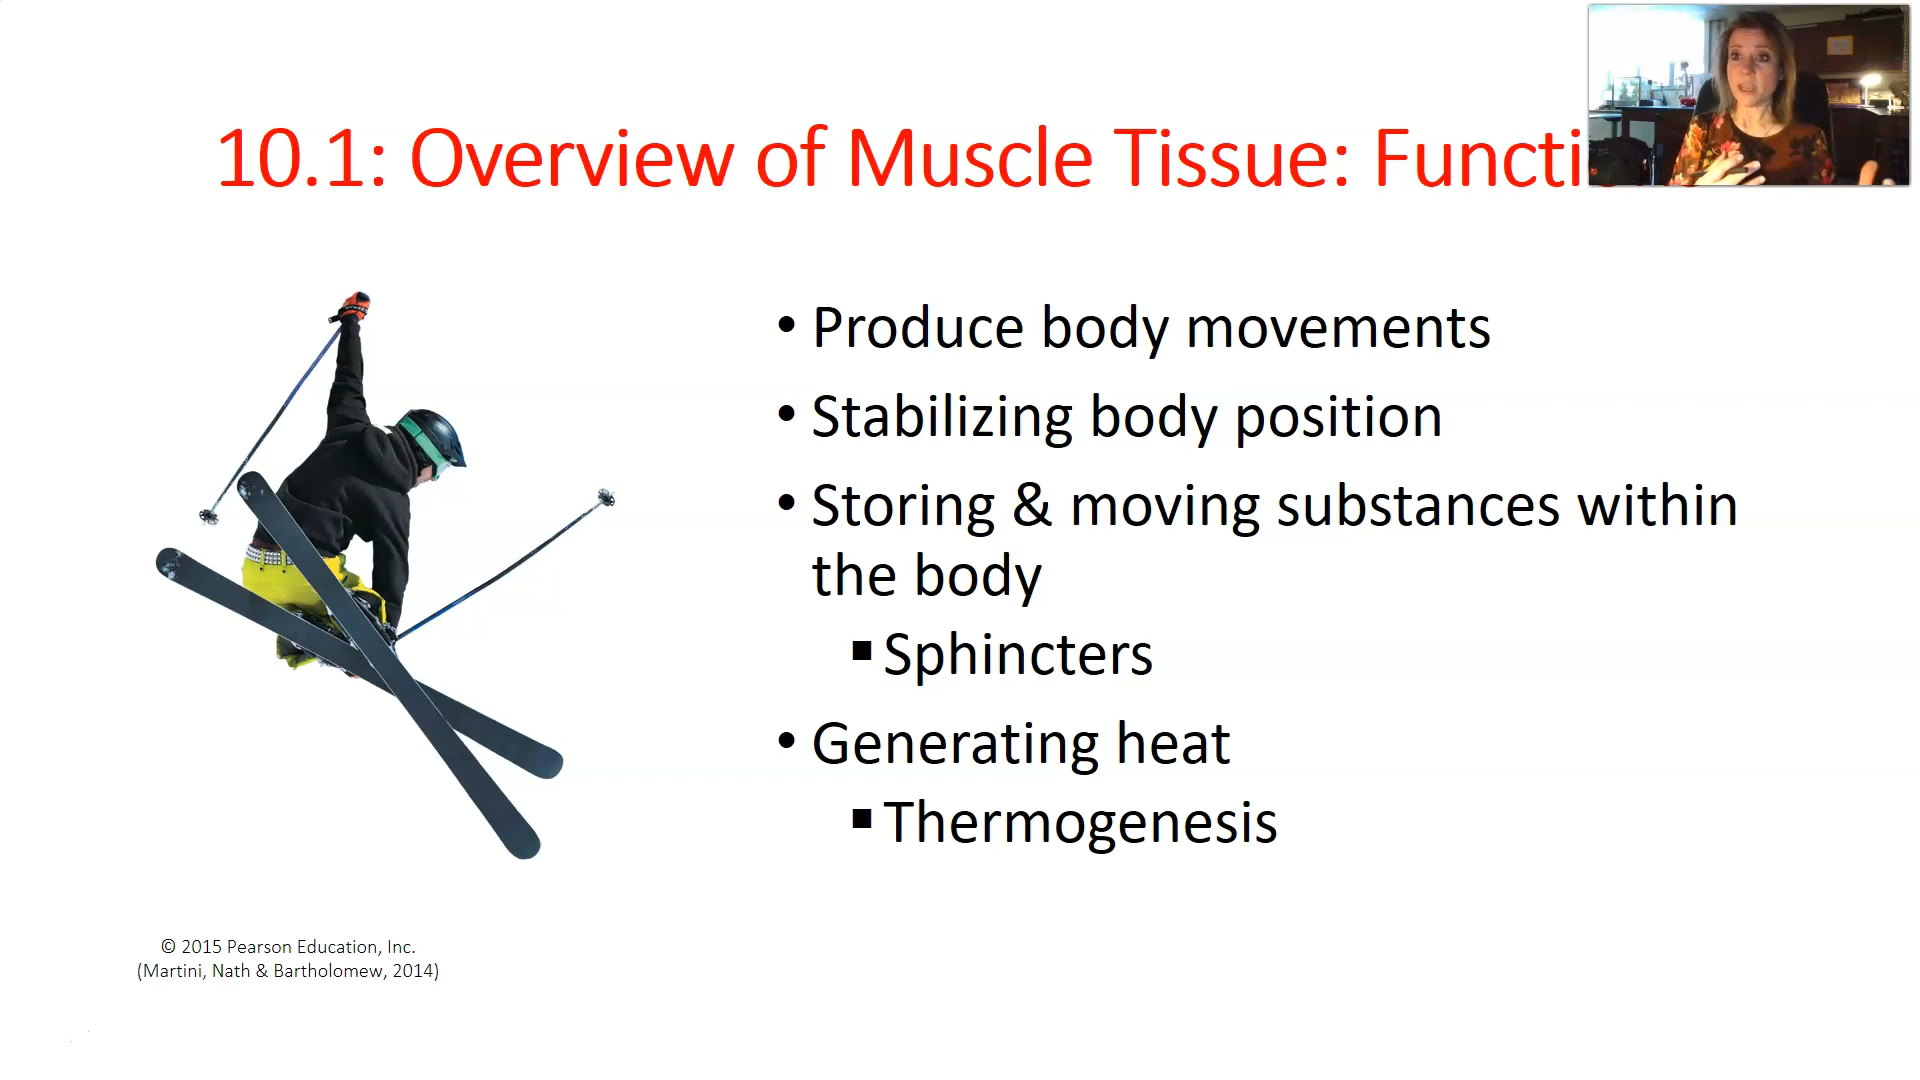 10.1: Overview of Muscle Tissue: Functi
• Produce body movements
• Stabilizing body position
• Storing & moving substances within
the body
▪ Sphincters
• Generating heat
▪ Thermogenesis
© 2015 Pearson Education, Inc.
(Martini, Nath & Bartholomew, 2014)